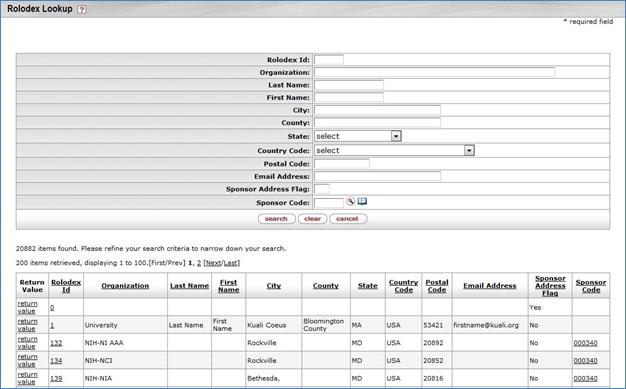 Rolodex Lookup ?
* required field
Rolodex Id:
Organization:
Last Name:
First Name:
City:
County:
State: select
Country Code: select
Postal Code:
Email Address:
Sponsor Address Flag:
Sponsor Code:
search clear cancel
20882 items found. Please refine your search criteria to narrow down your search.
200 items retrieved, displaying 1 to 100.[First/Prev] 1, 2 [Next/Last]
Return Value Rolodex Id Organization Last Name First Name City County State Country Code Postal Code Email Address Sponsor Address Flag Sponsor Code
return value 0 Yes
return value 1 University Last Name First Name Kuali Coeus Bloomington County MA USA 53421 firstname@kuali.org No
return value 132 NIH-NI AAA Rockville MD USA 20892 No 000340
return value 134 NIH-NCI Rockville MD USA 20852 No 000340
return value 139 NIH-NIA Bethesda, MD USA 20816 No 000340